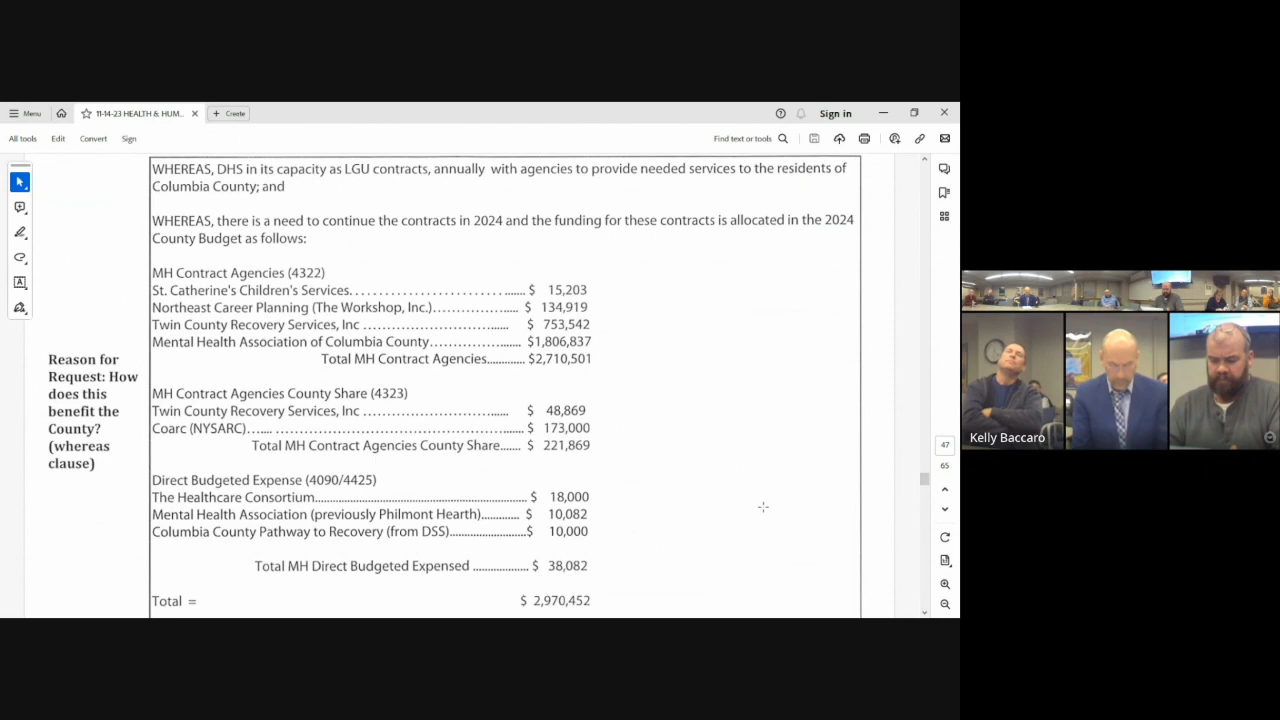 Menu
11-14-23 HEALTH & HUM...
Create
Sign in
All tools
Edit
Convert
Sign
Find text or tools
WHEREAS, DHS in its capacity as LGU contracts, annually with agencies to provide needed services to the residents of
Columbia County; and
WHEREAS, there is a need to continue the contracts in 2024 and the funding for these contracts is allocated in the 2024
County Budget as follows:
MH Contract Agencies (4322)
St. Catherine's Children's Services............................... $ 15,203
Northeast Career Planning (The Workshop, Inc.)................... $ 134,919
Twin County Recovery Services, Inc .............................. $ 753,542
Mental Health Association of Columbia County..................... $1,806,837
Total MH Contract Agencies............ $2,710,501
MH Contract Agencies County Share (4323)
Twin County Recovery Services, Inc .............................. $ 48,869
Coarc (NYSARC)...... ............................................ $ 173,000
Total MH Contract Agencies County Share...... $ 221,869
Direct Budgeted Expense (4090/4425)
The Healthcare Consortium.................................................................. $ 18,000
Mental Health Association (previously Philmont Hearth)............ $ 10,082
Columbia County Pathway to Recovery (from DSS)........................$ 10,000
Total MH Direct Budgeted Expensed ................. $ 38,082
Total = $ 2,970,452
Reason for
Request: How
does this
benefit the
County?
(whereas
clause)
47
65
Kelly Baccaro